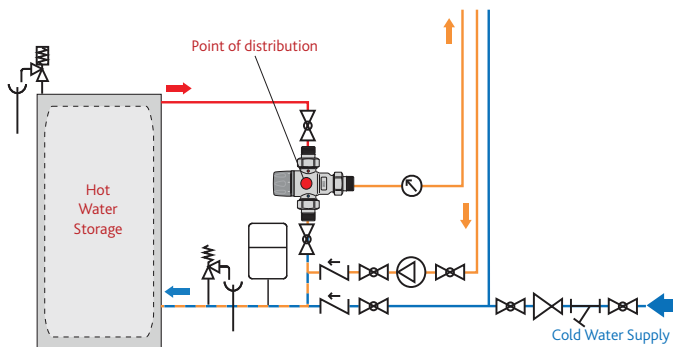 Point of distribution
Hot
Water
Storage
Cold Water Supply